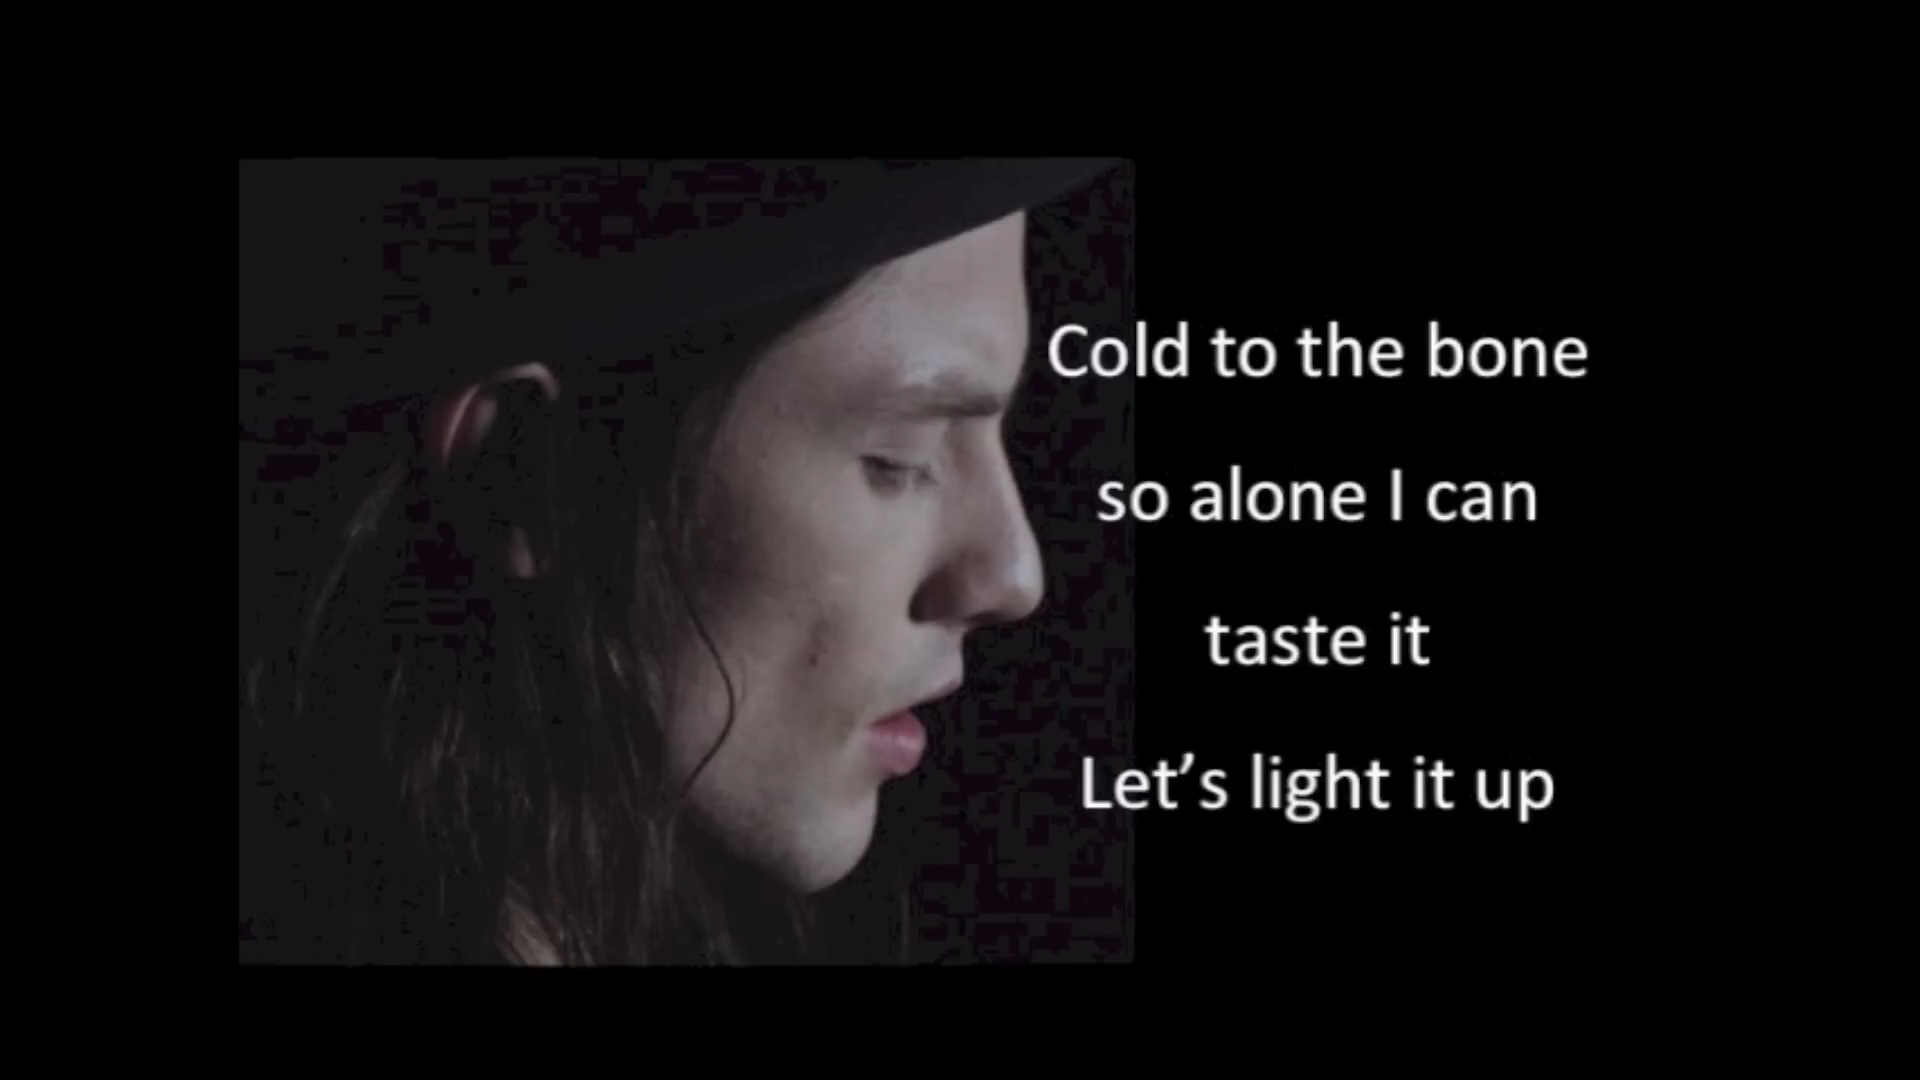 Cold to the bone
so alone I can
taste it
Let’s light it up